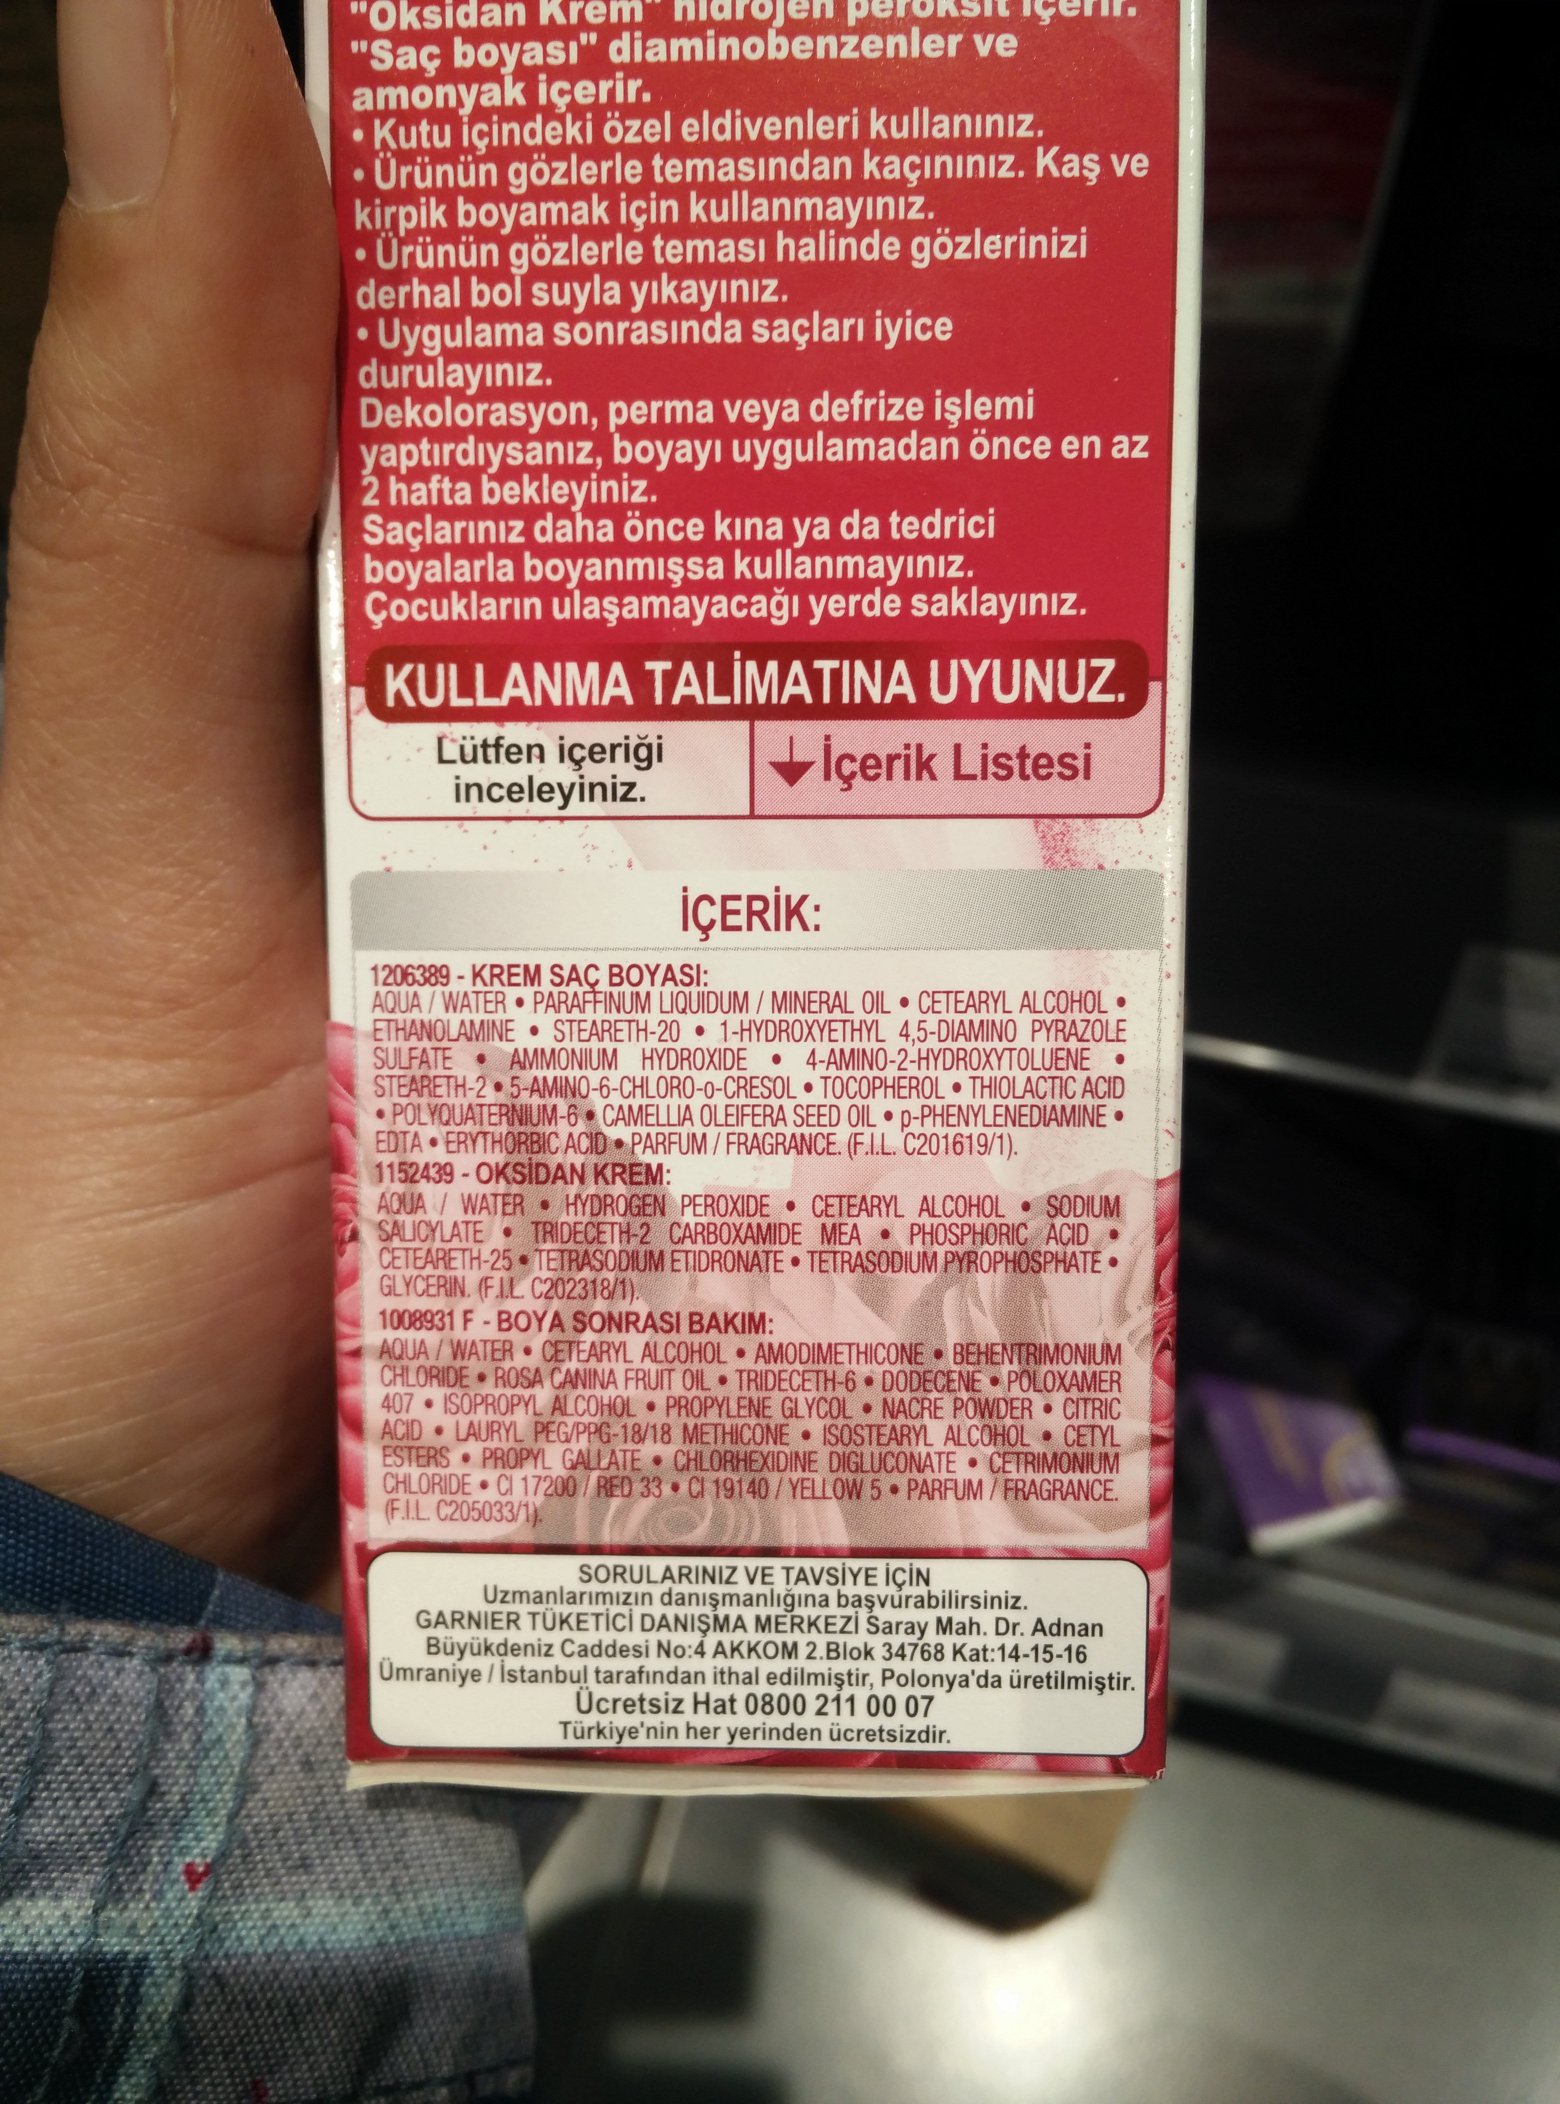 "Oksidan Krem" hidrojen peroksit içerir.
"Saç boyası" diaminobenzenler ve
amonyak içerir.
• Kutu içindeki özel eldivenleri kullanınız.
• Ürünün gözlerle temasından kaçınınız. Kaş ve
kirpik boyamak için kullanmayınız.
• Ürünün gözlerle teması halinde gözlerinizi
derhal bol suyla yıkayınız.
• Uygulama sonrasında saçları iyice
durulayınız.
Dekolorasyon, perma veya defrize işlemi
yaptırdıysanız, boyayı uygulamadan önce en az
2 hafta bekleyiniz.
Saçlarınız daha önce kına ya da tedrici
boyalarla boyanmışsa kullanmayınız.
Çocukların ulaşamayacağı yerde saklayınız.
KULLANMA TALİMATINA UYUNUZ.
Lütfen içeriği
inceleyiniz.
İçerik Listesi
İÇERİK:
1206389 - KREM SAÇ BOYASI:
AQUA / WATER • PARAFFINUM LIQUIDUM / MINERAL OIL • CETEARYL ALCOHOL •
ETHANOLAMINE • STEARETH-20 • 1-HYDROXYETHYL 4,5-DIAMINO PYRAZOLE
SULFATE • AMMONIUM HYDROXIDE • 4-AMINO-2-HYDROXYTOLUENE •
STEARETH-2 • 5-AMINO-6-CHLORO-o-CRESOL • TOCOPHEROL • THIOLACTIC ACID
• POLYQUATERNIUM-6 • CAMELLIA OLEIFERA SEED OIL • p-PHENYLENEDIAMINE •
EDTA • ERYTHORBIC ACID • PARFUM / FRAGRANCE. (F.I.L. C201619/1).
1152439 - OKSİDAN KREM:
AQUA / WATER • HYDROGEN PEROXIDE • CETEARYL ALCOHOL • SODIUM
SALICYLATE • TRIDECETH-2 CARBOXAMIDE MEA • PHOSPHORIC ACID •
CETEARETH-25 • TETRASODIUM ETIDRONATE • TETRASODIUM PYROPHOSPHATE •
GLYCERIN. (F.I.L. C202318/1).
1008931 F - BOYA SONRASI BAKIM:
AQUA / WATER • CETEARYL ALCOHOL • AMODIMETHICONE • BEHENTRIMONIUM
CHLORIDE • ROSA CANINA FRUIT OIL • TRIDECETH-6 • DODECENE • POLOXAMER
407 • ISOPROPYL ALCOHOL • PROPYLENE GLYCOL • NACRE POWDER • CITRIC
ACID • LAURYL PEG/PPG-18/18 METHICONE • ISOSTEARYL ALCOHOL • CETYL
ESTERS • PROPYL GALLATE • CHLORHEXIDINE DIGLUCONATE • CETRIMONIUM
CHLORIDE • CI 17200 / RED 33 • CI 19140 / YELLOW 5 • PARFUM / FRAGRANCE.
(F.I.L. C205033/1).
SORULARINIZ VE TAVSİYE İÇİN
Uzmanlarımızın danışmanlığına başvurabilirsiniz.
GARNIER TÜKETİCİ DANIŞMA MERKEZİ Saray Mah. Dr. Adnan
Büyükdeniz Caddesi No:4 AKKOM 2.Blok 34768 Kat:14-15-16
Ümraniye / İstanbul tarafından ithal edilmiştir, Polonya'da üretilmiştir.
Ücretsiz Hat 0800 211 00 07
Türkiye'nin her yerinden ücretsizdir.